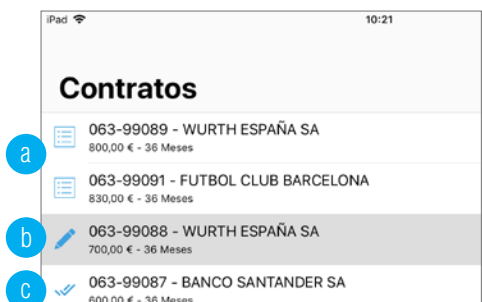 iPad 10:21
Contratos
a
063-99089 - WURTH ESPAÑA SA
800,00 € - 36 Meses
063-99091 - FUTBOL CLUB BARCELONA
830,00 € - 36 Meses
b
063-99088 - WURTH ESPAÑA SA
700,00 € - 36 Meses
c
063-99087 - BANCO SANTANDER SA
600,00 € - 36 Meses